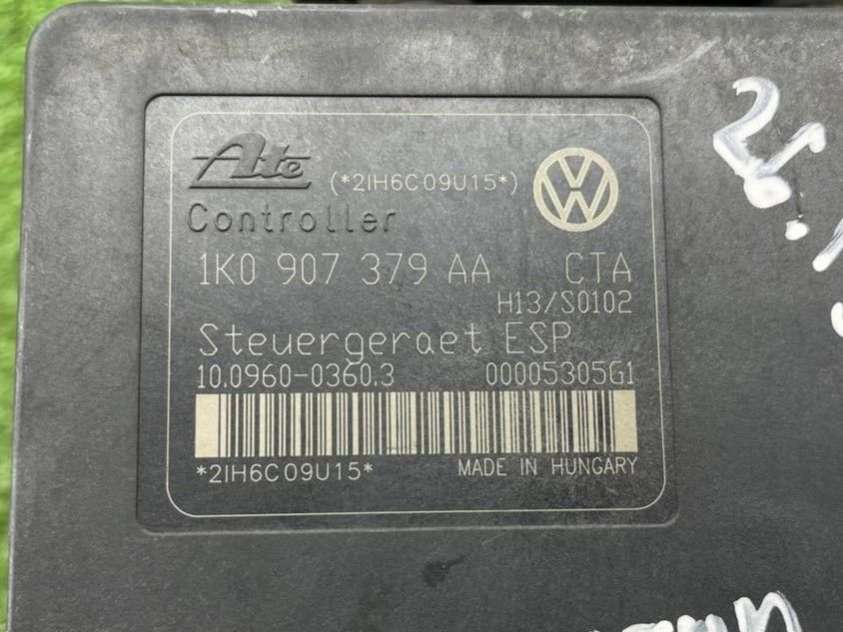 Ate (*2IH6C09U15*)
Controller
1K0 907 379 AA CTA
H13/S0102
Steuergeraet ESP
10.0960-0360.3 00005305G1
*2IH6C09U15* MADE IN HUNGARY